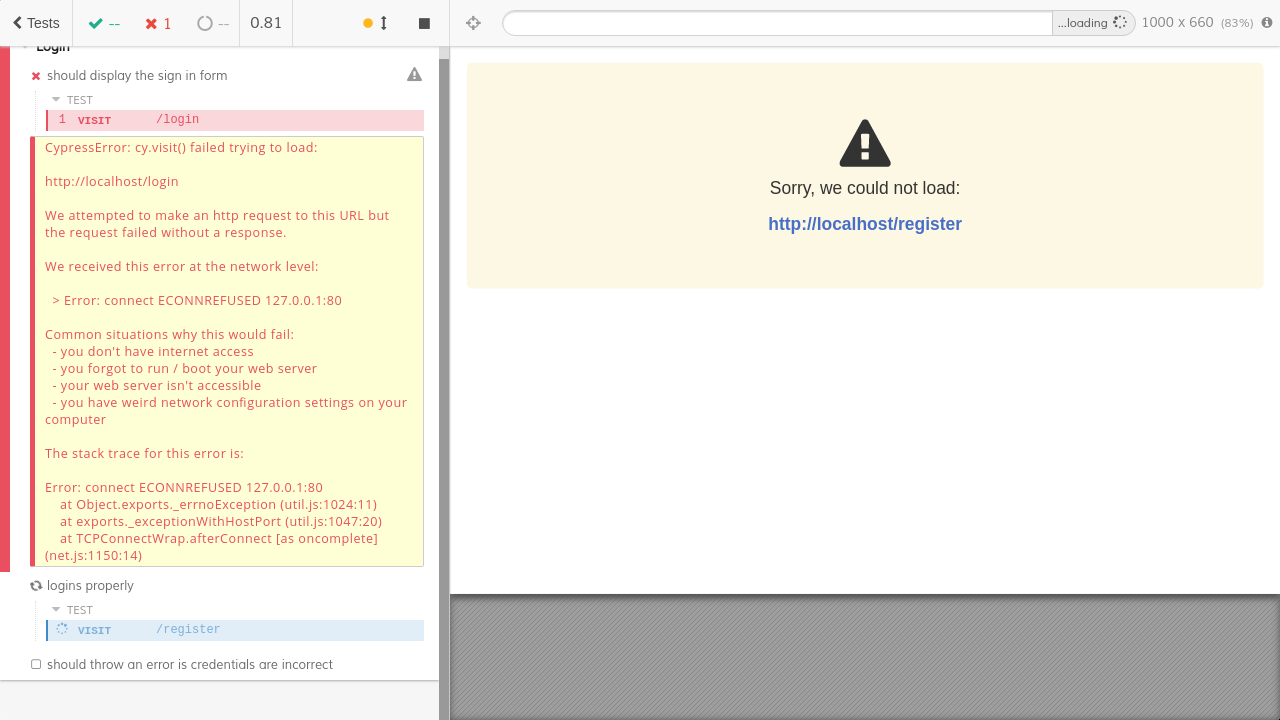 Tests
--
1
--
0.81
...loading
1000 x 660 (83%)
Login
should display the sign in form
TEST
1 VISIT /login
CypressError: cy.visit() failed trying to load:
http://localhost/login
We attempted to make an http request to this URL but
the request failed without a response.
We received this error at the network level:
> Error: connect ECONNREFUSED 127.0.0.1:80
Common situations why this would fail:
- you don't have internet access
- you forgot to run / boot your web server
- your web server isn't accessible
- you have weird network configuration settings on your
computer
The stack trace for this error is:
Error: connect ECONNREFUSED 127.0.0.1:80
at Object.exports._errnoException (util.js:1024:11)
at exports._exceptionWithHostPort (util.js:1047:20)
at TCPConnectWrap.afterConnect [as oncomplete]
(net.js:1150:14)
logins properly
TEST
VISIT /register
should throw an error is credentials are incorrect
Sorry, we could not load:
http://localhost/register